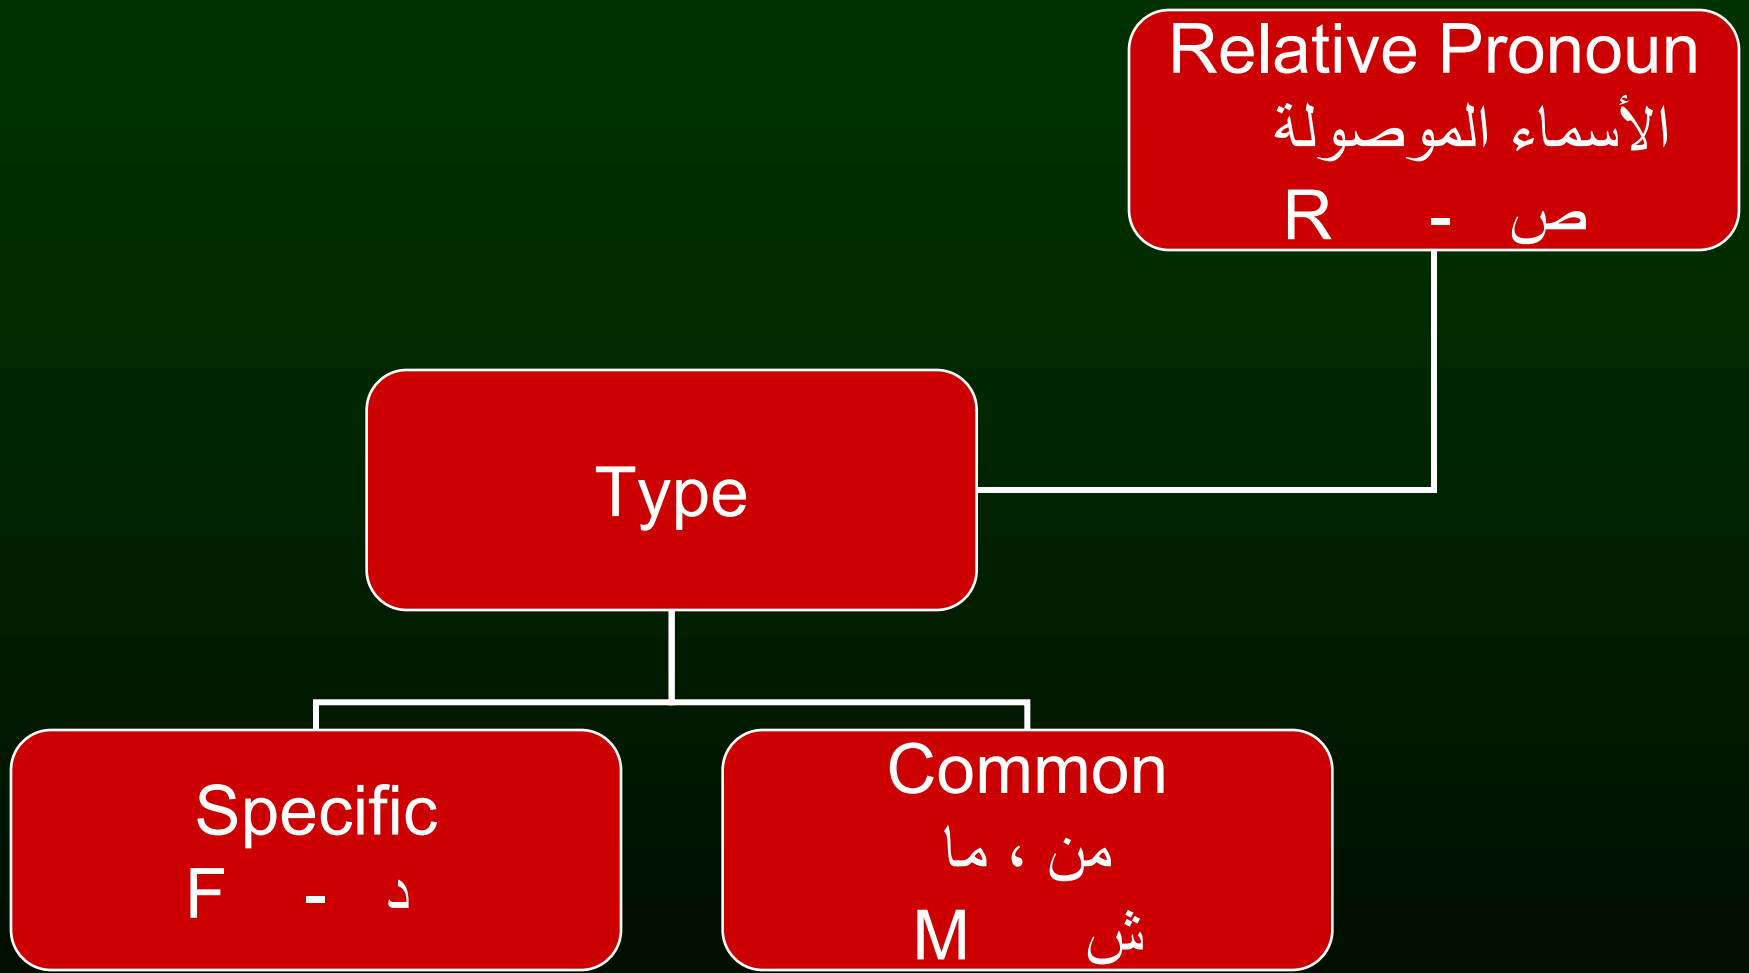 Relative Pronoun
الأسماء الموصولة
R - ص
Type
Specific
F - د
Common
من ، ما
M ش